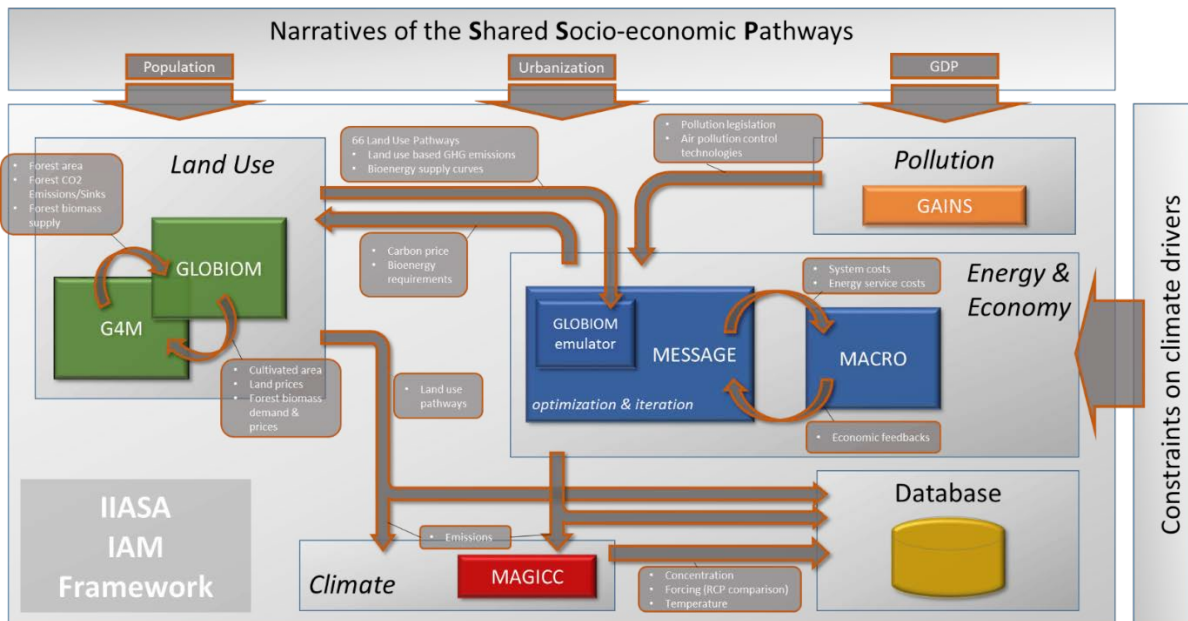 Narratives of the Shared Socio-economic Pathways
Population
Urbanization
GDP
Land Use
• Forest area
• Forest CO2
Emissions/Sinks
• Forest biomass
supply
GLOBIOM
G4M
• Cultivated area
• Land prices
• Forest biomass
demand &
prices
66 Land Use Pathways
• Land use based GHG emissions
• Bioenergy supply curves
• Carbon price
• Bioenergy
requirements
• Pollution legislation
• Air pollution control
technologies
Pollution
GAINS
Energy &
Economy
• System costs
• Energy service costs
GLOBIOM
emulator
MESSAGE
optimization & iteration
MACRO
• Economic feedbacks
• Land use
pathways
Constraints on climate drivers
IIASA
IAM
Framework
• Emissions
Climate
MAGICC
• Concentration
• Forcing (RCP comparison)
• Temperature
Database